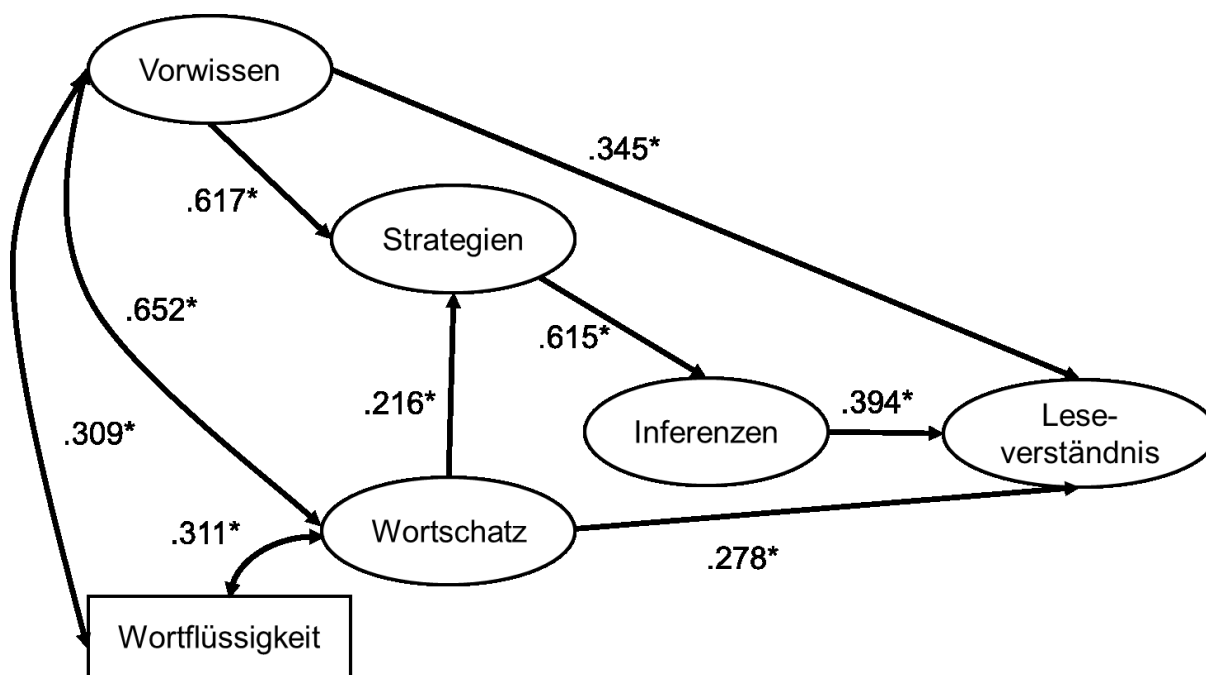 Vorwissen
.345*
.617*
Strategien
.652*
.615*
.216*
.394*
.309*
Inferenzen
Lese-
verständnis
.311*
Wortschatz
.278*
Wortflüssigkeit